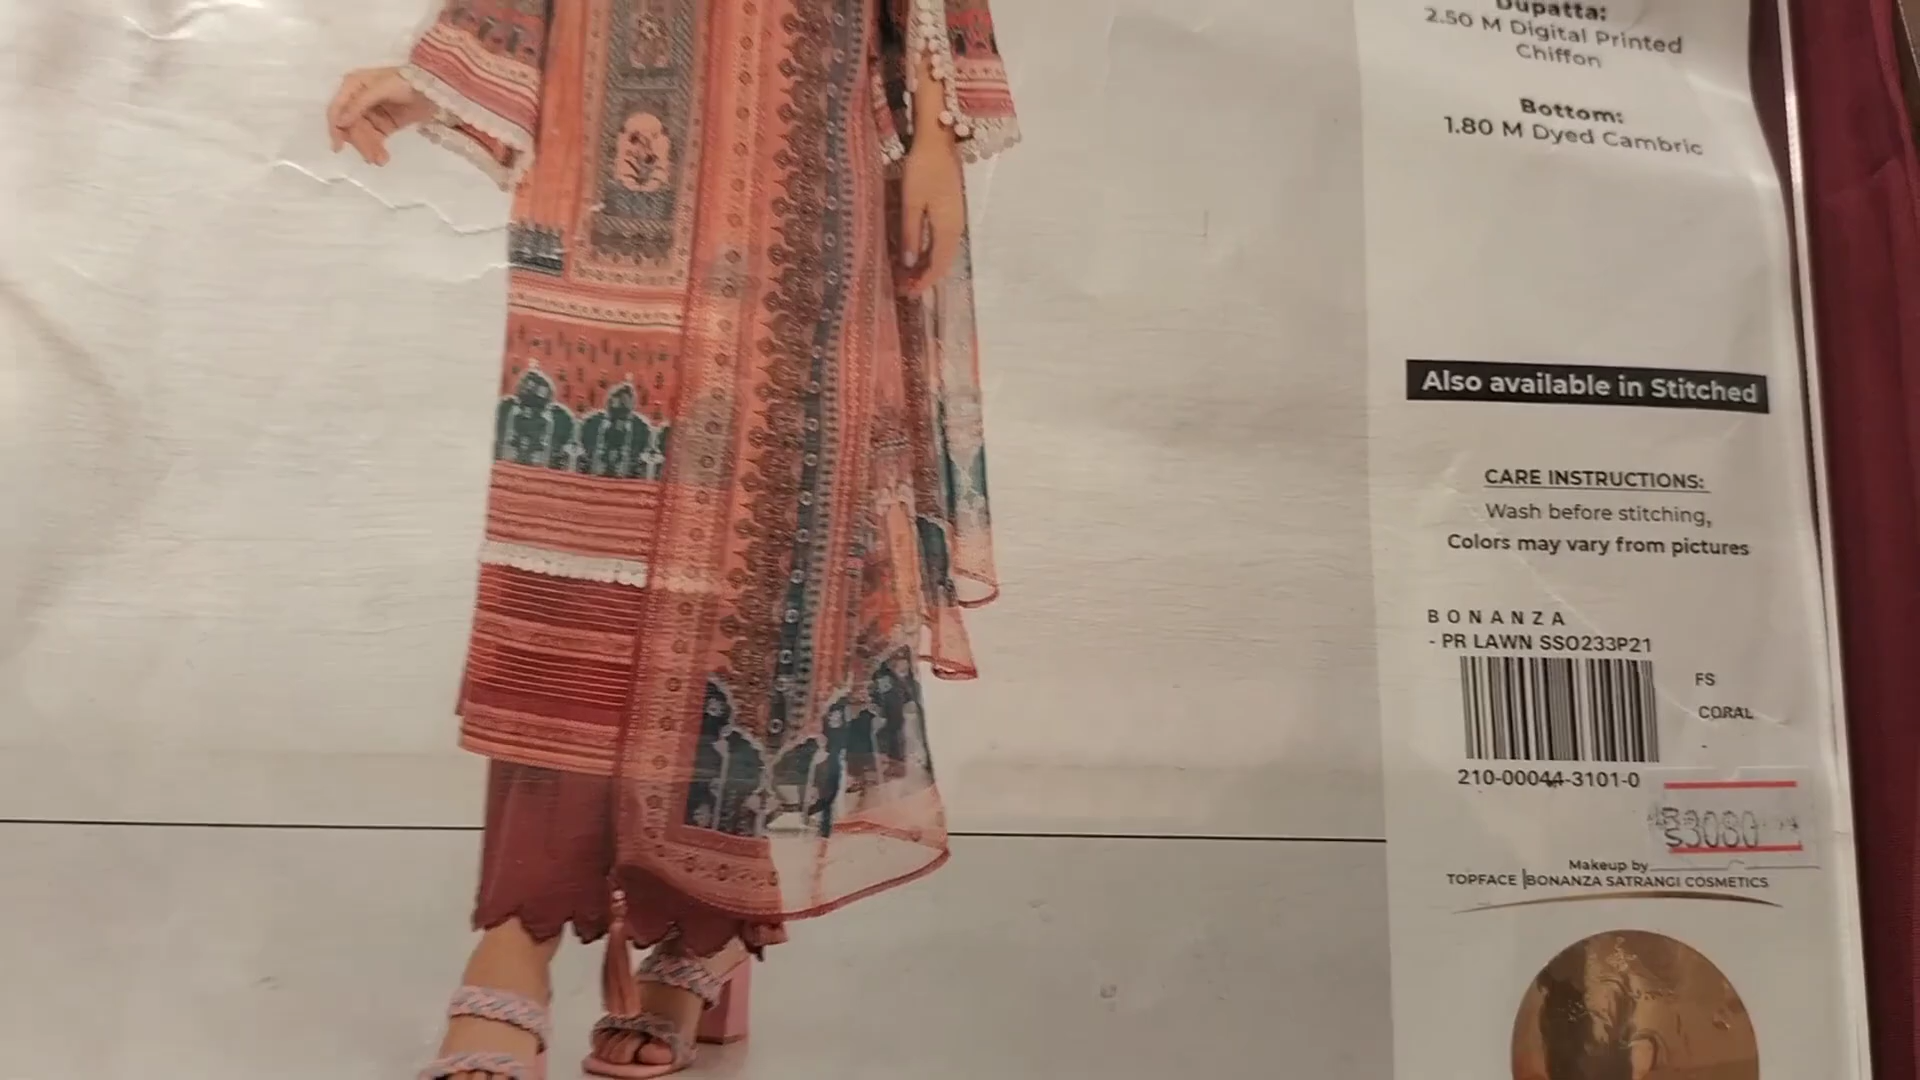 Dupatta:
2.50 M Digital Printed
Chiffon
Bottom:
1.80 M Dyed Cambric
Also available in Stitched
CARE INSTRUCTIONS:
Wash before stitching,
Colors may vary from pictures
BONANZA
- PR LAWN SSO233P21
FS
CORAL
-
210-00044-3101-0
3080
Makeup by
TOPFACE | BONANZA SATRANGI COSMETICS